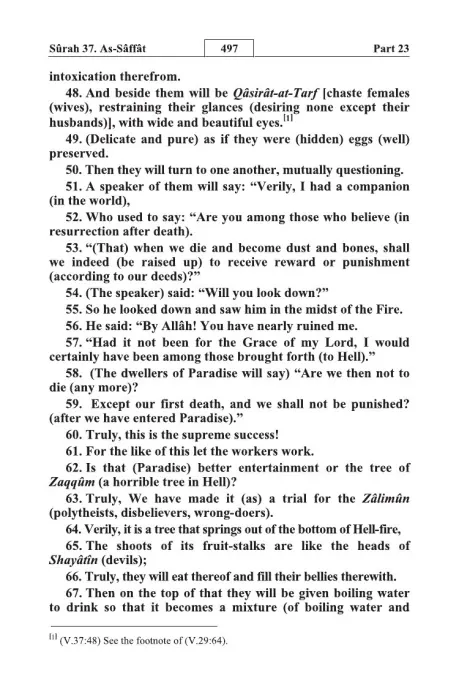 Sûrah 37. As-Sâffât 497 Part 23
intoxication therefrom.
48. And beside them will be Qâsirât-at-Tarf [chaste females
(wives), restraining their glances (desiring none except their
husbands)], with wide and beautiful eyes.[1]
49. (Delicate and pure) as if they were (hidden) eggs (well)
preserved.
50. Then they will turn to one another, mutually questioning.
51. A speaker of them will say: “Verily, I had a companion
(in the world),
52. Who used to say: “Are you among those who believe (in
resurrection after death).
53. “(That) when we die and become dust and bones, shall
we indeed (be raised up) to receive reward or punishment
(according to our deeds)?”
54. (The speaker) said: “Will you look down?”
55. So he looked down and saw him in the midst of the Fire.
56. He said: “By Allâh! You have nearly ruined me.
57. “Had it not been for the Grace of my Lord, I would
certainly have been among those brought forth (to Hell).”
58. (The dwellers of Paradise will say) “Are we then not to
die (any more)?
59. Except our first death, and we shall not be punished?
(after we have entered Paradise).”
60. Truly, this is the supreme success!
61. For the like of this let the workers work.
62. Is that (Paradise) better entertainment or the tree of
Zaqqûm (a horrible tree in Hell)?
63. Truly, We have made it (as) a trial for the Zâlimûn
(polytheists, disbelievers, wrong-doers).
64. Verily, it is a tree that springs out of the bottom of Hell-fire,
65. The shoots of its fruit-stalks are like the heads of
Shayâtîn (devils);
66. Truly, they will eat thereof and fill their bellies therewith.
67. Then on the top of that they will be given boiling water
to drink so that it becomes a mixture (of boiling water and
[1] (V.37:48) See the footnote of (V.29:64).